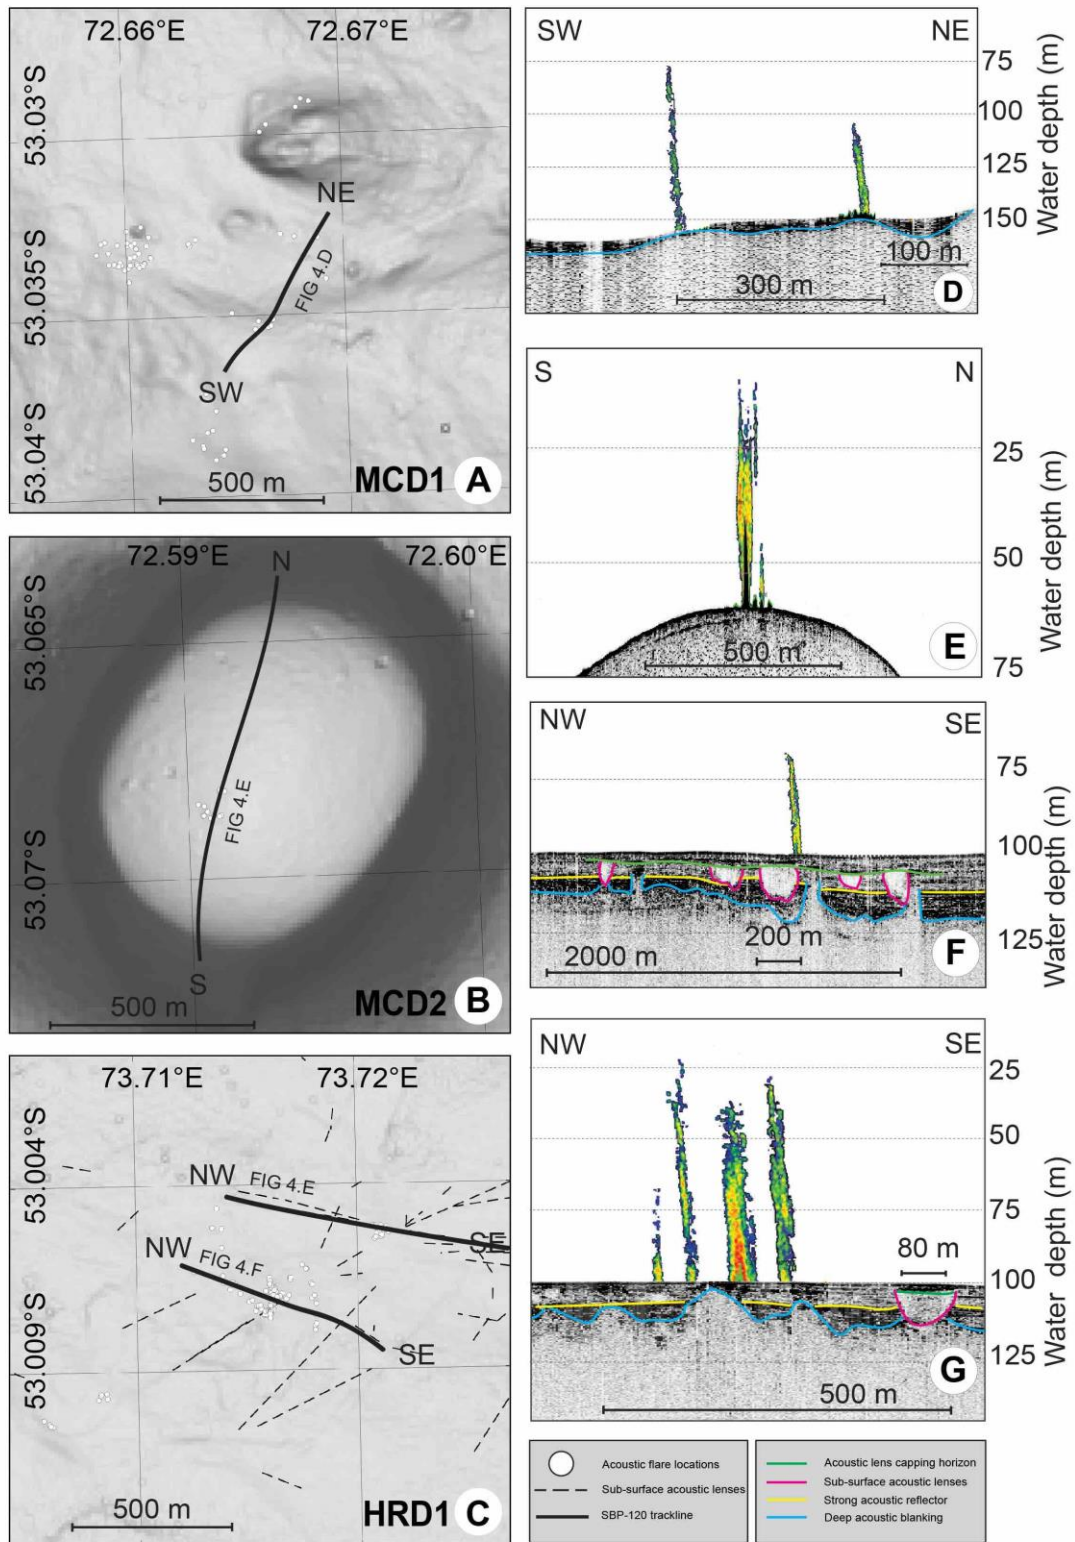 72.66°E 72.67°E
53.03°S
53.035°S
53.04°S
NE
FIG 4.D
SW
500 m
MCD1 A
SW NE
75
100
125
150
Water depth (m)
100 m
300 m
D
S N
25
50
75
Water depth (m)
500 m
E
72.59°E 72.60°E
53.065°S
53.07°S
N
FIG 4.E
S
500 m
MCD2 B
NW SE
75
100
125
Water depth (m)
200 m
2000 m
F
73.71°E 73.72°E
53.004°S
53.009°S
NW FIG 4.E
SE
NW FIG 4.F
SE
500 m
HRD1 C
NW SE
25
50
75
100
125
Water depth (m)
80 m
500 m
G
Acoustic flare locations
Sub-surface acoustic lenses
SBP-120 trackline
Acoustic lens capping horizon
Sub-surface acoustic lenses
Strong acoustic reflector
Deep acoustic blanking